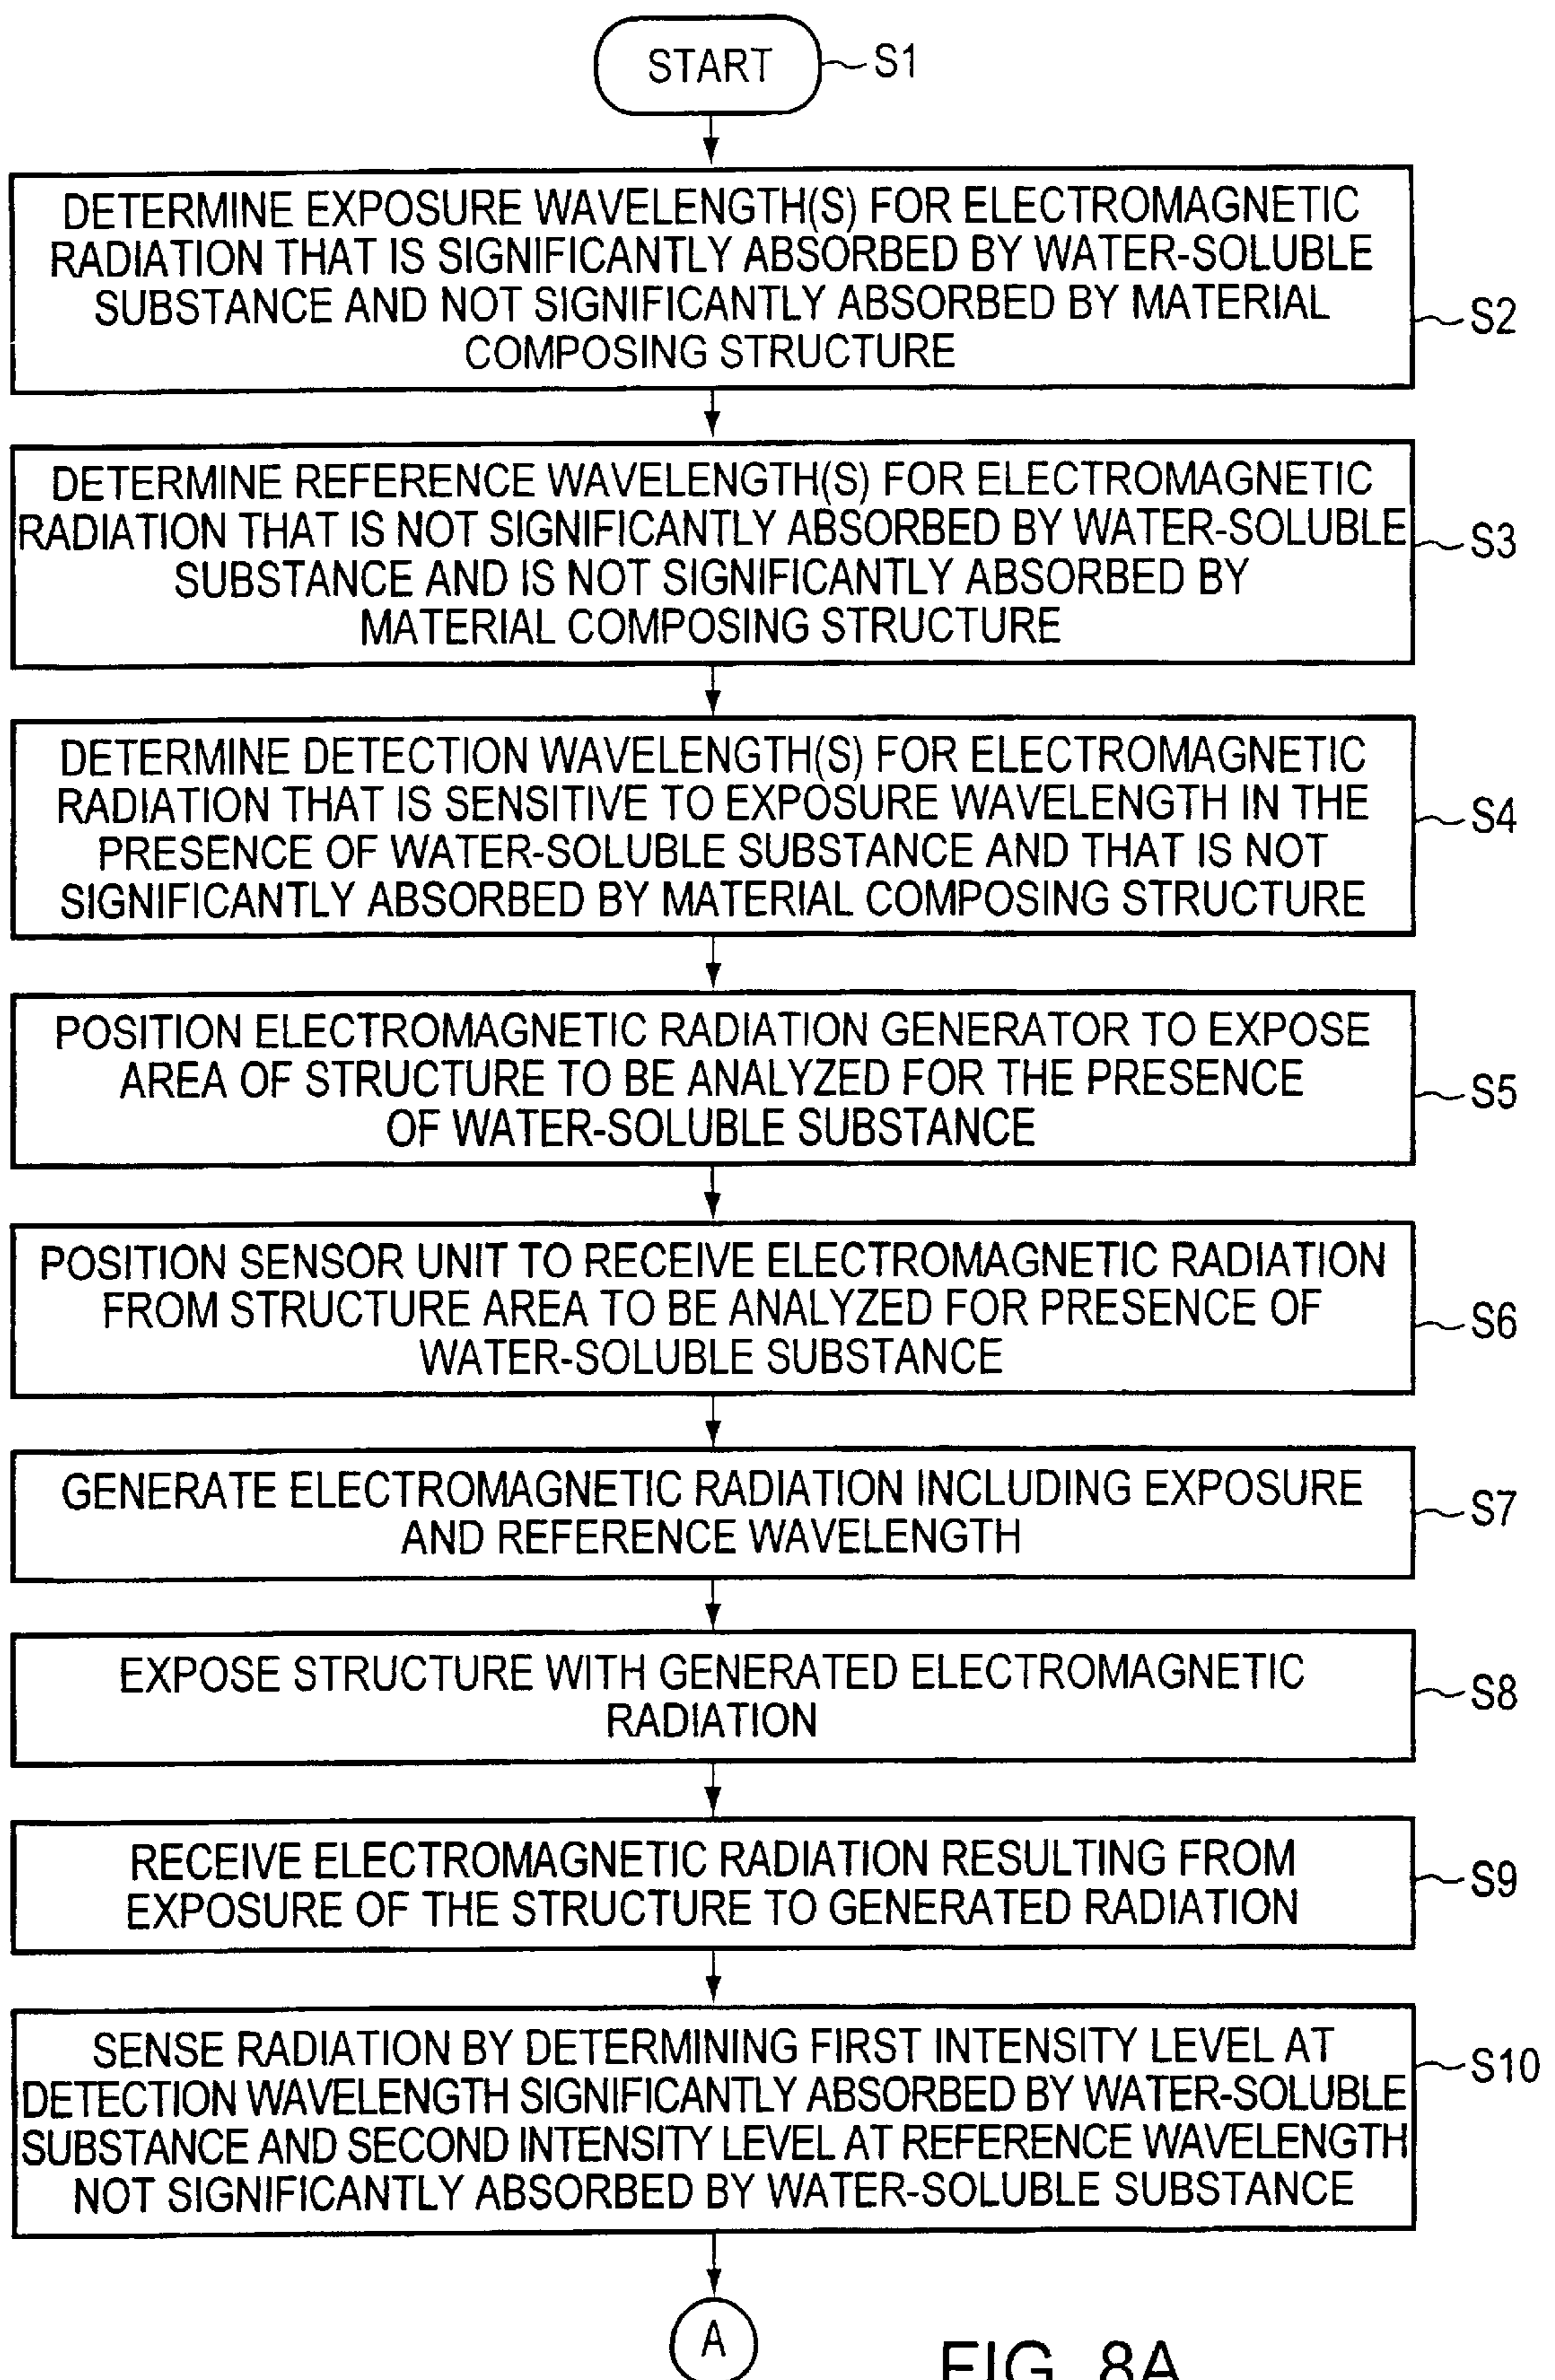 START
S1
DETERMINE EXPOSURE WAVELENGTH(S) FOR ELECTROMAGNETIC
RADIATION THAT IS SIGNIFICANTLY ABSORBED BY WATER-SOLUBLE
SUBSTANCE AND NOT SIGNIFICANTLY ABSORBED BY MATERIAL
COMPOSING STRUCTURE
S2
DETERMINE REFERENCE WAVELENGTH(S) FOR ELECTROMAGNETIC
RADIATION THAT IS NOT SIGNIFICANTLY ABSORBED BY WATER-SOLUBLE
SUBSTANCE AND IS NOT SIGNIFICANTLY ABSORBED BY
MATERIAL COMPOSING STRUCTURE
S3
DETERMINE DETECTION WAVELENGTH(S) FOR ELECTROMAGNETIC
RADIATION THAT IS SENSITIVE TO EXPOSURE WAVELENGTH IN THE
PRESENCE OF WATER-SOLUBLE SUBSTANCE AND THAT IS NOT
SIGNIFICANTLY ABSORBED BY MATERIAL COMPOSING STRUCTURE
S4
POSITION ELECTROMAGNETIC RADIATION GENERATOR TO EXPOSE
AREA OF STRUCTURE TO BE ANALYZED FOR THE PRESENCE
OF WATER-SOLUBLE SUBSTANCE
S5
POSITION SENSOR UNIT TO RECEIVE ELECTROMAGNETIC RADIATION
FROM STRUCTURE AREA TO BE ANALYZED FOR PRESENCE OF
WATER-SOLUBLE SUBSTANCE
S6
GENERATE ELECTROMAGNETIC RADIATION INCLUDING EXPOSURE
AND REFERENCE WAVELENGTH
S7
EXPOSE STRUCTURE WITH GENERATED ELECTROMAGNETIC
RADIATION
S8
RECEIVE ELECTROMAGNETIC RADIATION RESULTING FROM
EXPOSURE OF THE STRUCTURE TO GENERATED RADIATION
S9
SENSE RADIATION BY DETERMINING FIRST INTENSITY LEVEL AT
DETECTION WAVELENGTH SIGNIFICANTLY ABSORBED BY WATER-SOLUBLE
SUBSTANCE AND SECOND INTENSITY LEVEL AT REFERENCE WAVELENGTH
NOT SIGNIFICANTLY ABSORBED BY WATER-SOLUBLE SUBSTANCE
S10
A
FIG. 8A